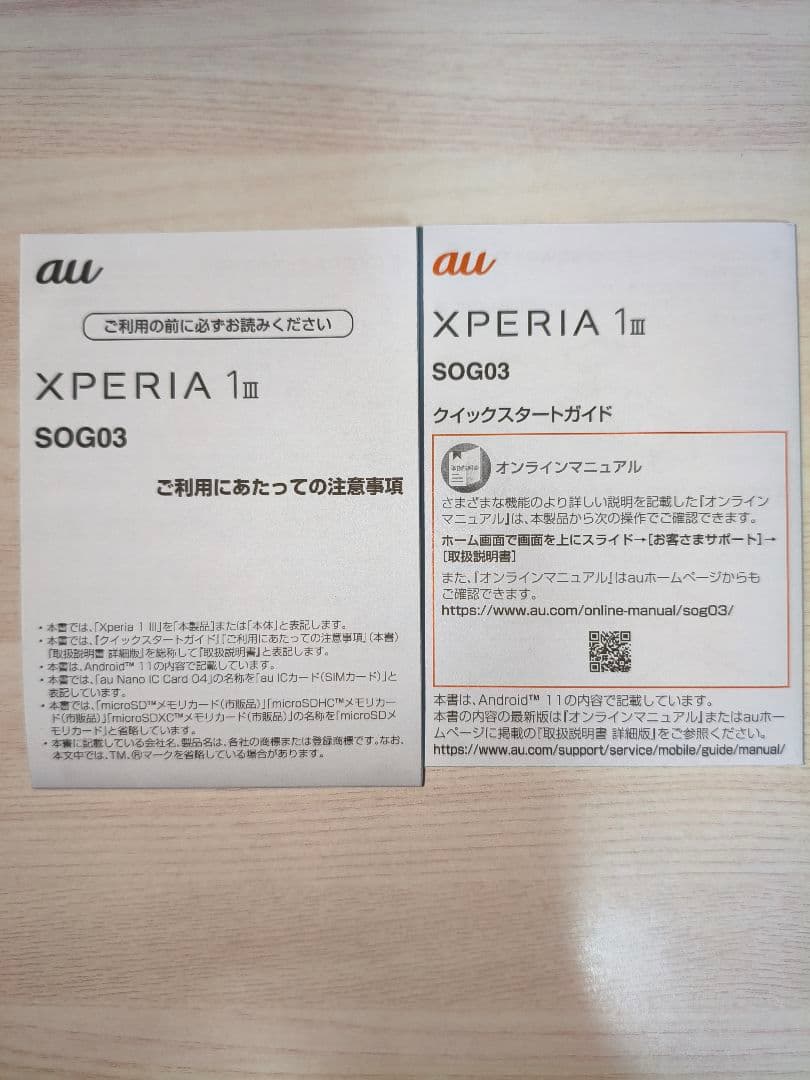 au
ご利用の前に必ずお読みください
XPERIA 1III
SOG03
ご利用にあたっての注意事項
・本書では、「Xperia 1 III」を「本製品」または「本体」と表記します。
・本書では、『クイックスタートガイド』『ご利用にあたっての注意事項』（本書）
『取扱説明書 詳細版』を総称して『取扱説明書』と表記します。
・本書は、Android™ 11の内容で記載しています。
・本書では、「au Nano IC Card 04」の名称を「au ICカード（SIMカード）」と
表記しています。
・本書では、「microSD™メモリカード（市販品）」「microSDHC™メモリカー
ド（市販品）」「microSDXC™メモリカード（市販品）」の名称を「microSDメ
モリカード」と省略しています。
・本書に記載している会社名、製品名は、各社の商標または登録商標です。なお、
本文中では、TM、®マークを省略している場合があります。
au
XPERIA 1III
SOG03
クイックスタートガイド
取扱説明書
オンラインマニュアル
さまざまな機能のより詳しい説明を記載した『オンライン
マニュアル』は、本製品から次の操作でご確認できます。
ホーム画面で画面を上にスライド→[お客さまサポート]→
[取扱説明書]
また、『オンラインマニュアル』はauホームページからも
ご確認できます。
https://www.au.com/online-manual/sog03/
本書は、Android™ 11の内容で記載しています。
本書の内容の最新版は『オンラインマニュアル』またはauホー
ムページに掲載の『取扱説明書 詳細版』をご参照ください。
https://www.au.com/support/service/mobile/guide/manual/